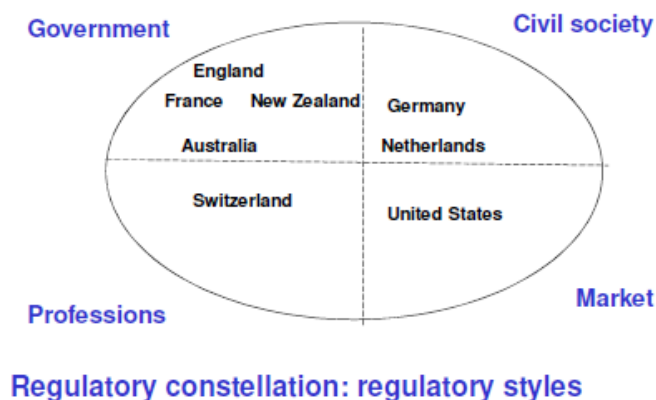 Government
Civil society
England
France New Zealand
Germany
Australia
Netherlands
Switzerland
United States
Professions
Market
Regulatory constellation: regulatory styles